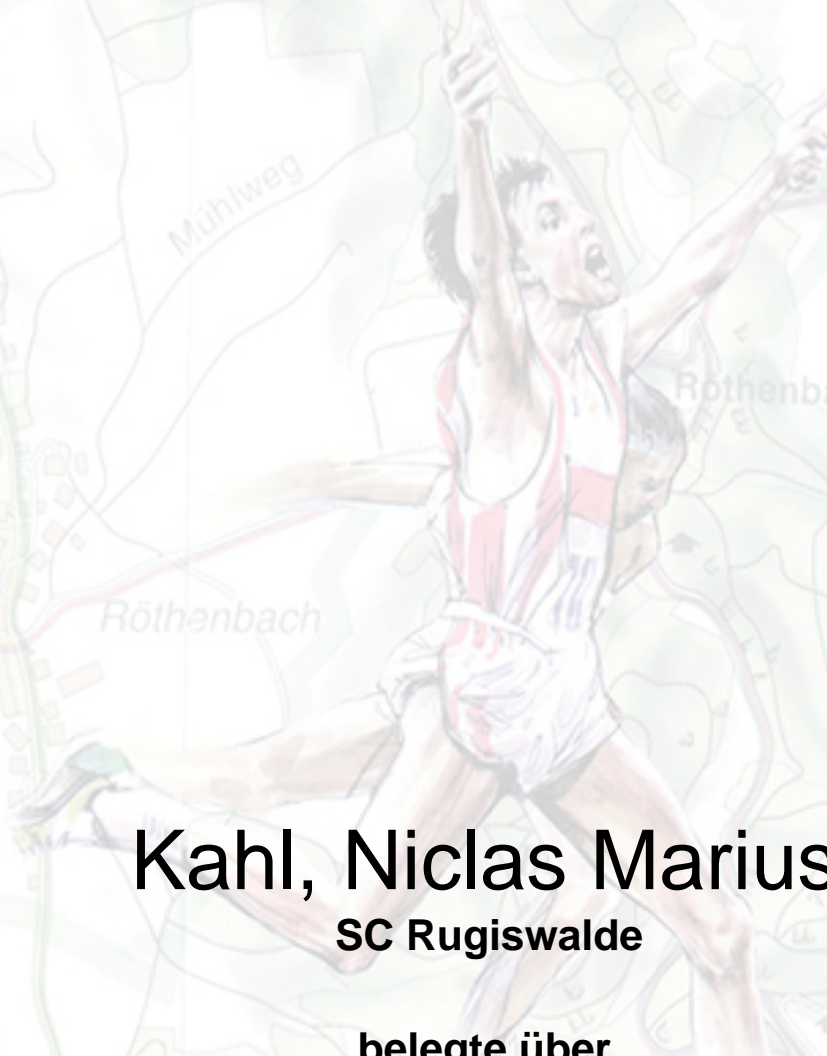 Mühlweg
Röthenba
Röthenbach
Kahl, Niclas Marius
SC Rugiswalde
belegte über